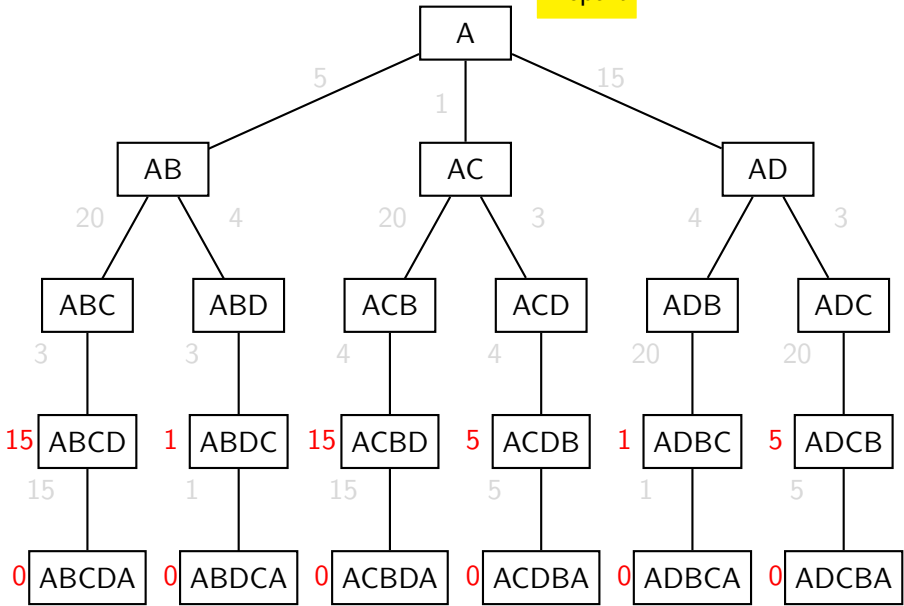 A
5
1
15
AB
AC
AD
20
4
20
3
4
3
ABC
ABD
ACB
ACD
ADB
ADC
3
3
4
4
20
20
15 ABCD
1 ABDC
15 ACBD
5 ACDB
1 ADBC
5 ADCB
15
1
15
5
1
5
0 ABCDA
0 ABDCA
0 ACBDA
0 ACDBA
0 ADBCA
0 ADCBA